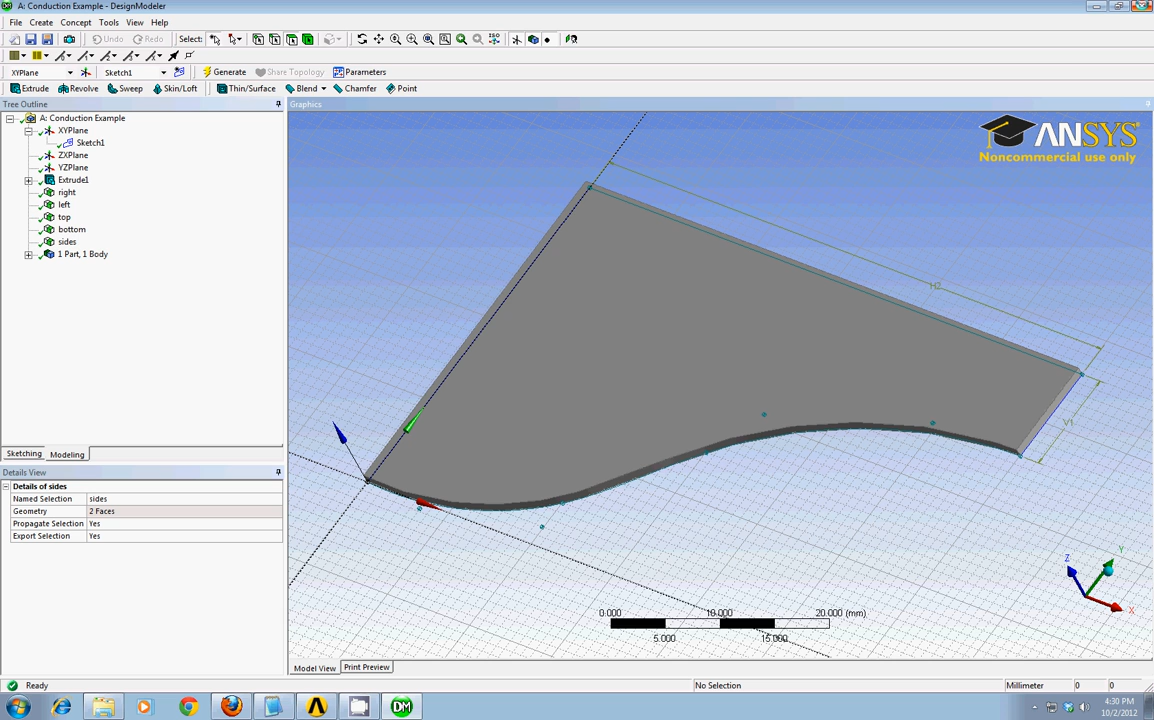 A: Conduction Example - DesignModeler
File Create Concept Tools View Help
Undo Redo Select:
XYPlane Sketch1 Generate Share Topology Parameters
Extrude Revolve Sweep Skin/Loft Thin/Surface Blend Chamfer Point
Tree Outline
A: Conduction Example
XYPlane
Sketch1
ZXPlane
YZPlane
Extrude1
right
left
top
bottom
sides
1 Part, 1 Body
Sketching Modeling
Details View
Details of sides
Named Selection sides
Geometry 2 Faces
Propagate Selection Yes
Export Selection Yes
Graphics
ANSYS
Noncommercial use only
H2
V1
Z
Y
X
0.000 10.000 20.000 (mm)
5.000 15.000
Model View Print Preview
Ready No Selection Millimeter 0 0
DM
4:30 PM
10/2/2012